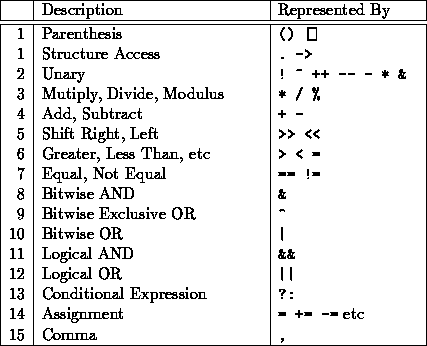 Description Represented By
1 Parenthesis () []
1 Structure Access . ->
2 Unary ! ^ ++ -- - * &
3 Mutiply, Divide, Modulus * / %
4 Add, Subtract + -
5 Shift Right, Left >> <<
6 Greater, Less Than, etc > < =
7 Equal, Not Equal == !=
8 Bitwise AND &
9 Bitwise Exclusive OR ^
10 Bitwise OR |
11 Logical AND &&
12 Logical OR ||
13 Conditional Expression ?:
14 Assignment = += -= etc
15 Comma ,